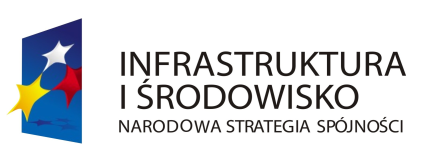 INFRASTRUKTURA
I ŚRODOWISKO
NARODOWA STRATEGIA SPÓJNOŚCI